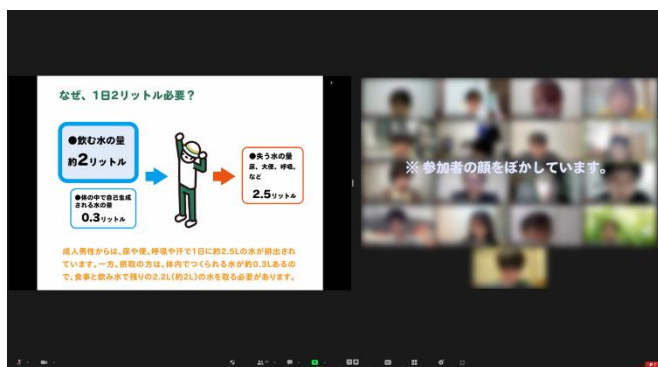 なぜ、1日2リットル必要？
●飲む水の量
約2リットル
●体の中で自己生成
される水の量
0.3リットル
●失う水の量
尿、大便、呼吸、
など
2.5リットル
成人男性からは、尿や便、呼吸や汗で1日に約2.5Lの水が排出され
ています。一方、摂取の方は、体内でつくられる水が約0.3Lあるの
で、食事と飲み水で残りの2.2L(約2L)の水を取る必要があります。
※ 参加者の顔をぼかしています。